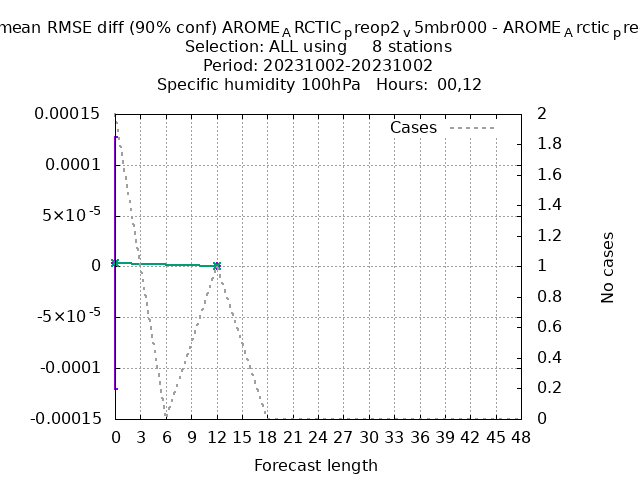 mean RMSE diff (90% conf) AROME_ARCTIC_preop2_v5mbr000 - AROME_Arctic_pre
Selection: ALL using     8 stations
Period: 20231002-20231002
Specific humidity 100hPa   Hours: 00,12
Cases
0.00015
0.0001
5×10^-5
0
-5×10^-5
-0.0001
-0.00015
2
1.8
1.6
1.4
1.2
1
0.8
0.6
0.4
0.2
0
No cases
0 3 6 9 12 15 18 21 24 27 30 33 36 39 42 45 48
Forecast length